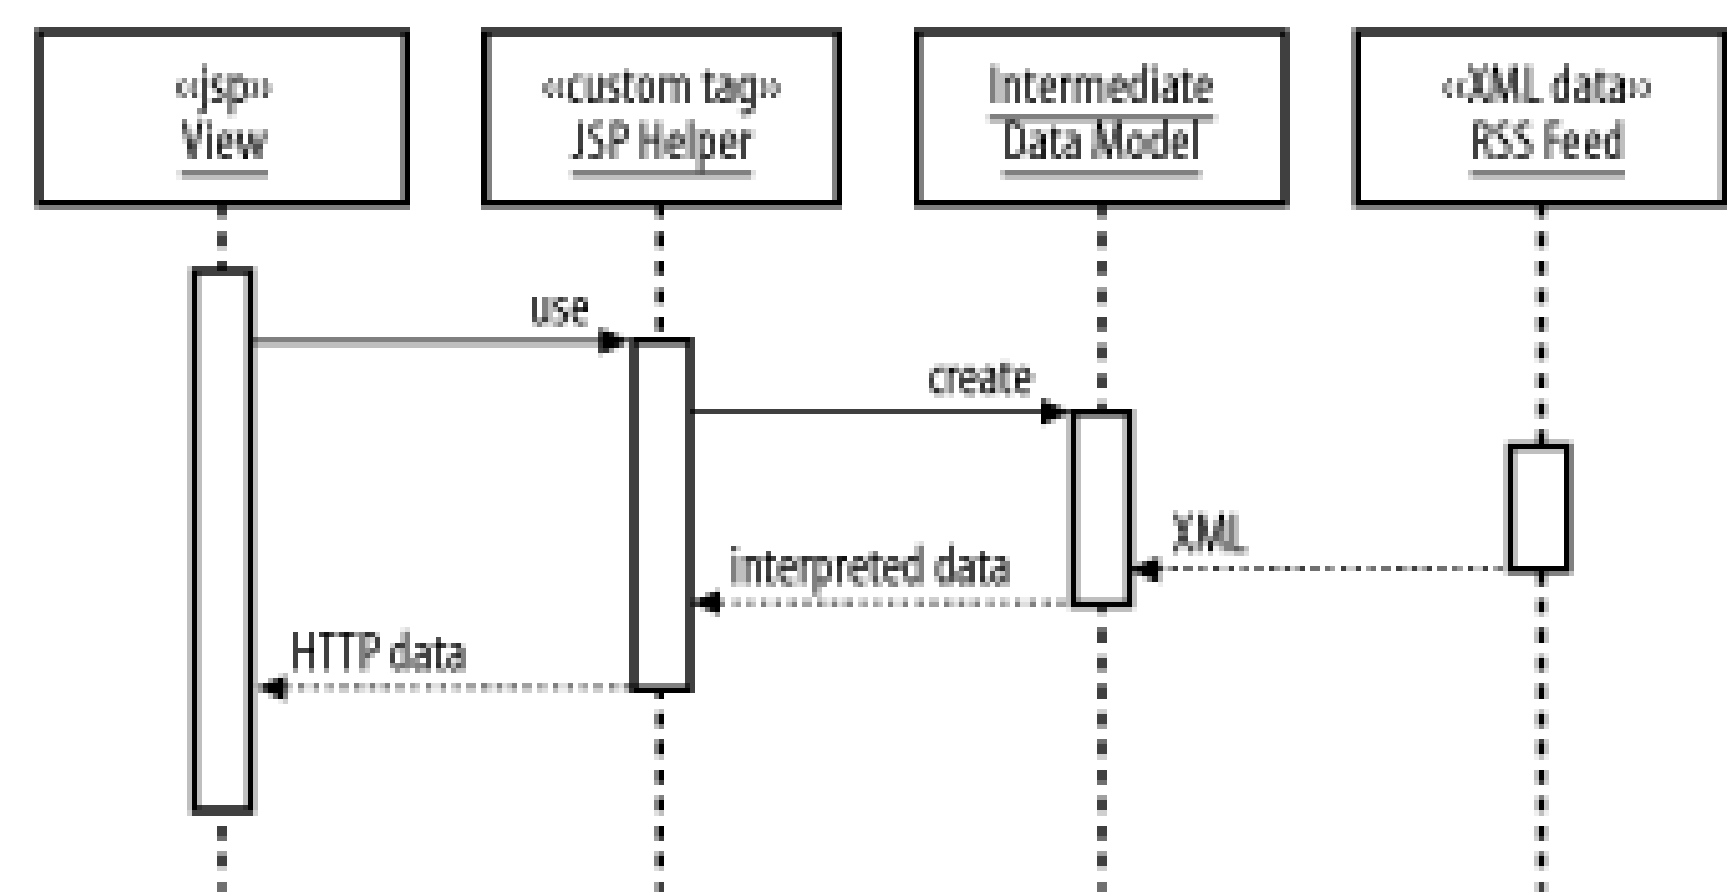 «jsp»
View
«custom tag»
JSP Helper
Intermediate
Data Model
«XML data»
RSS Feed
use
create
XML
interpreted data
HTTP data